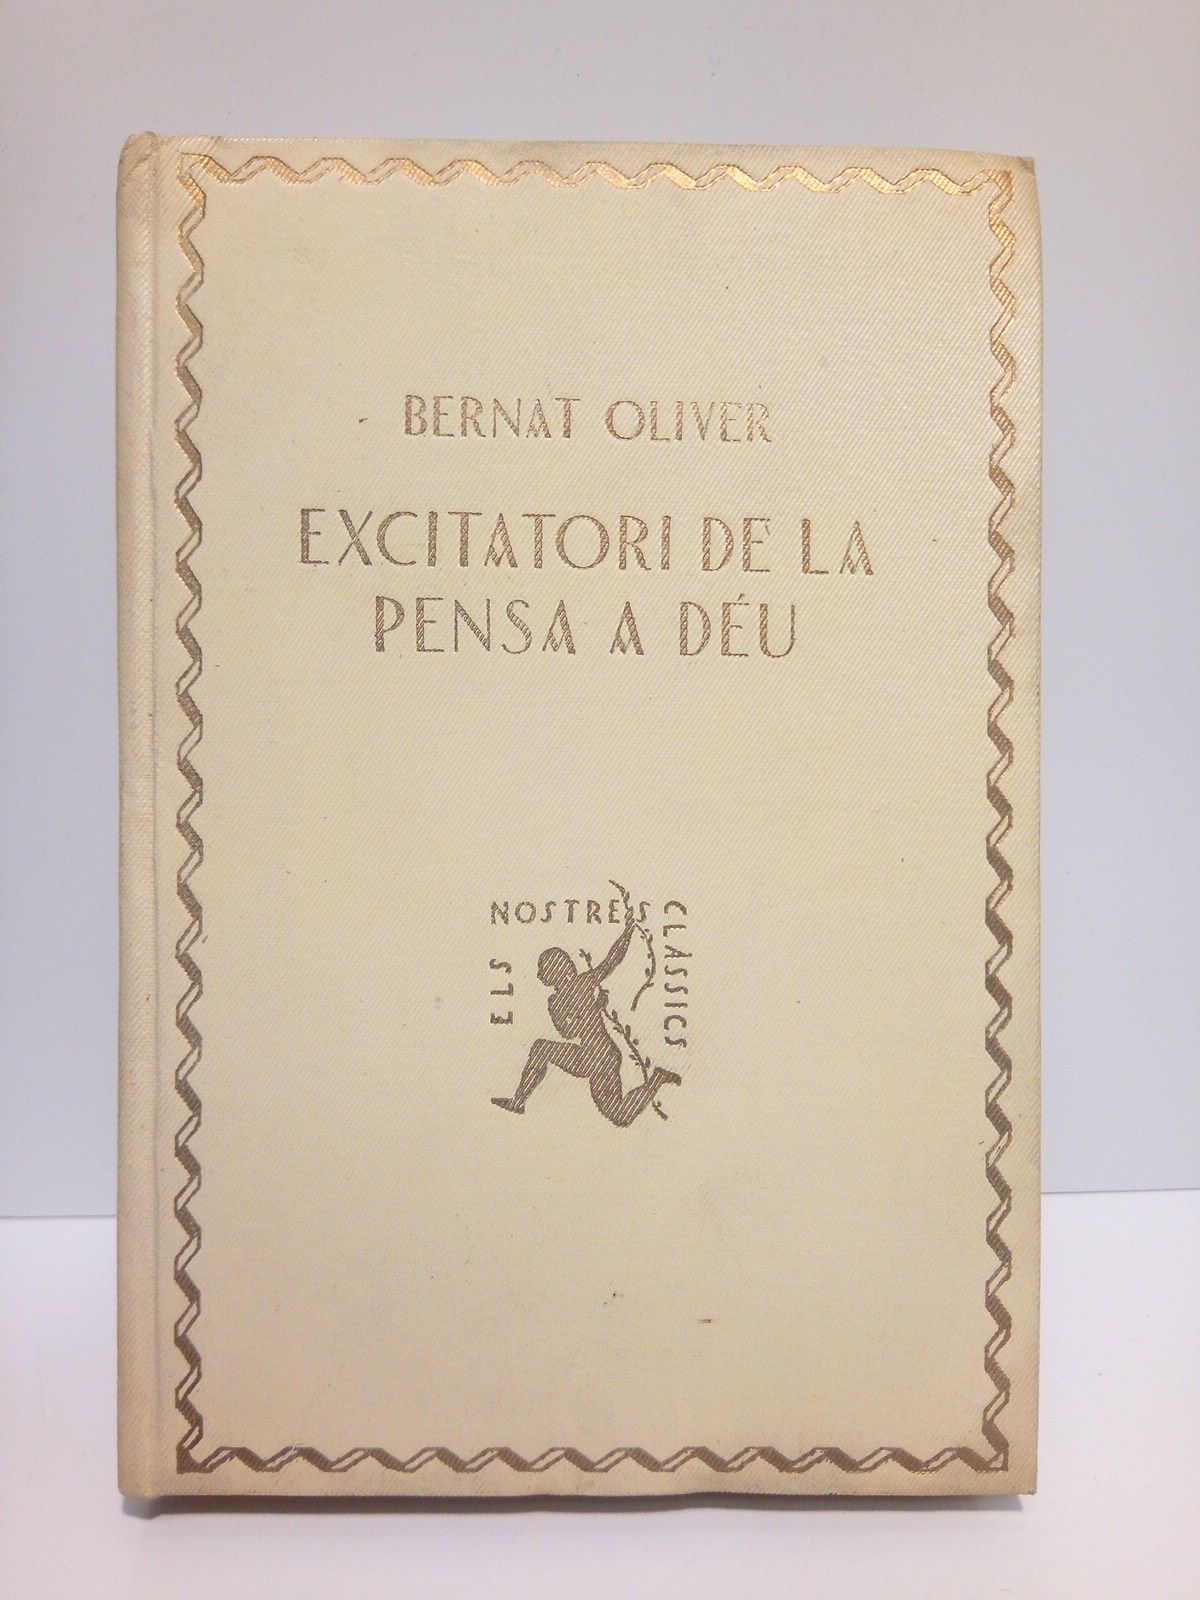 BERNAT OLIVER
EXCITATORI DE LA
PENSA A DÉU
ELS
NOSTRES
CLÀSSICS